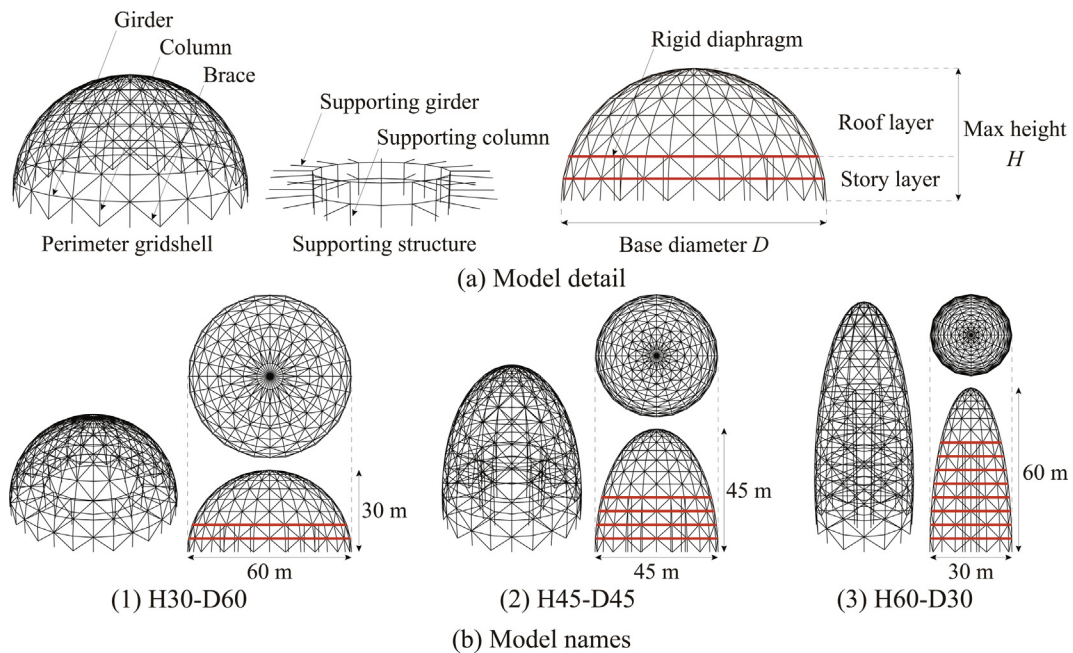 Girder
Column
Brace
Perimeter gridshell
Supporting girder
Supporting column
Supporting structure
Rigid diaphragm
Roof layer
Story layer
Max height
H
Base diameter D
(a) Model detail
30 m
60 m
(1) H30-D60
45 m
45 m
(2) H45-D45
60 m
30 m
(3) H60-D30
(b) Model names